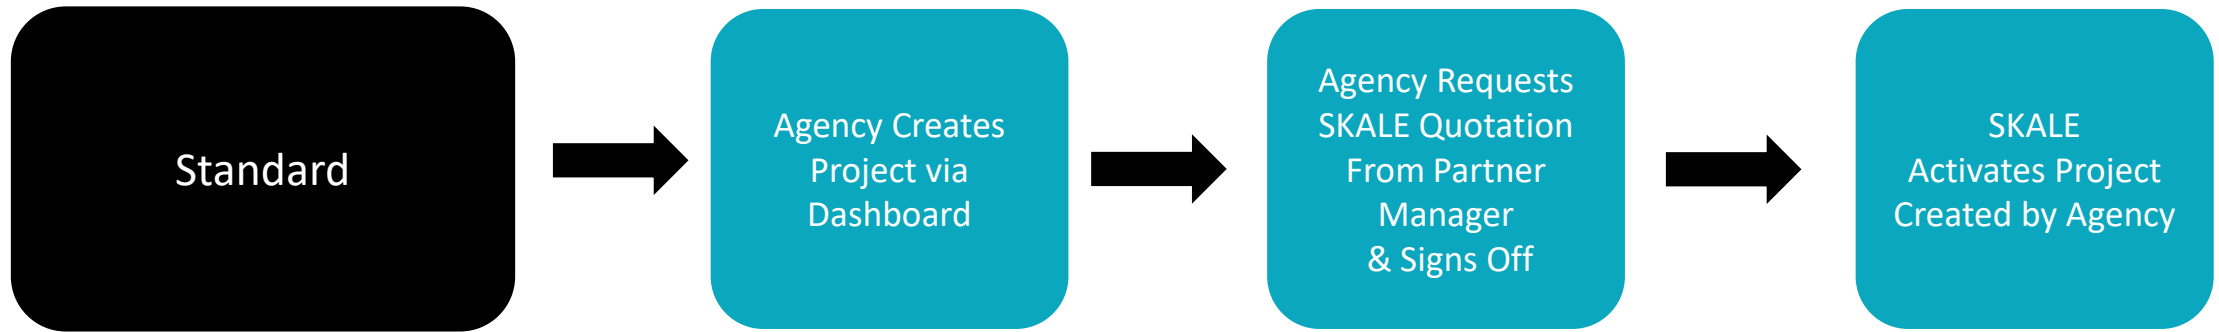 Standard
Agency Creates
Project via
Dashboard
Agency Requests
SKALE Quotation
From Partner
Manager
& Signs Off
SKALE
Activates Project
Created by Agency